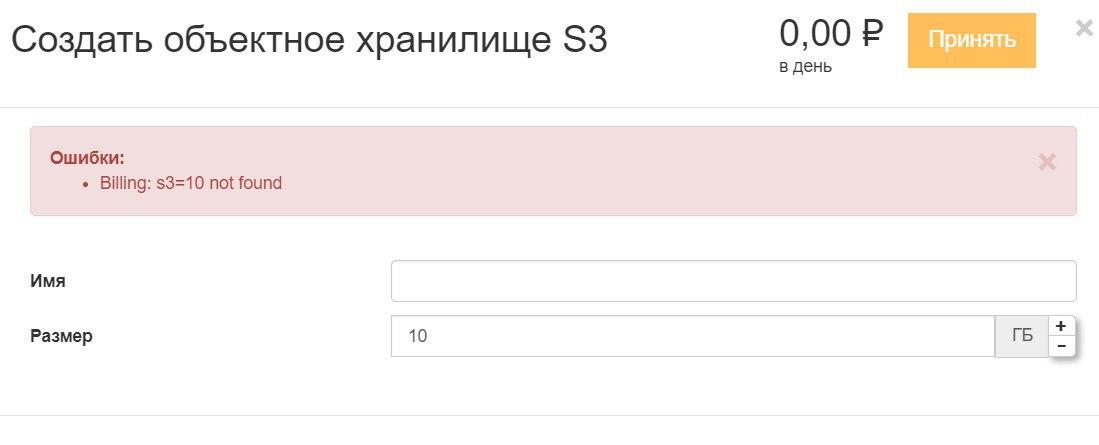 Создать объектное хранилище S3
0,00 ₽
в день
Принять
×
Ошибки:
×
• Billing: s3=10 not found
Имя
Размер
10
ГБ
+
−